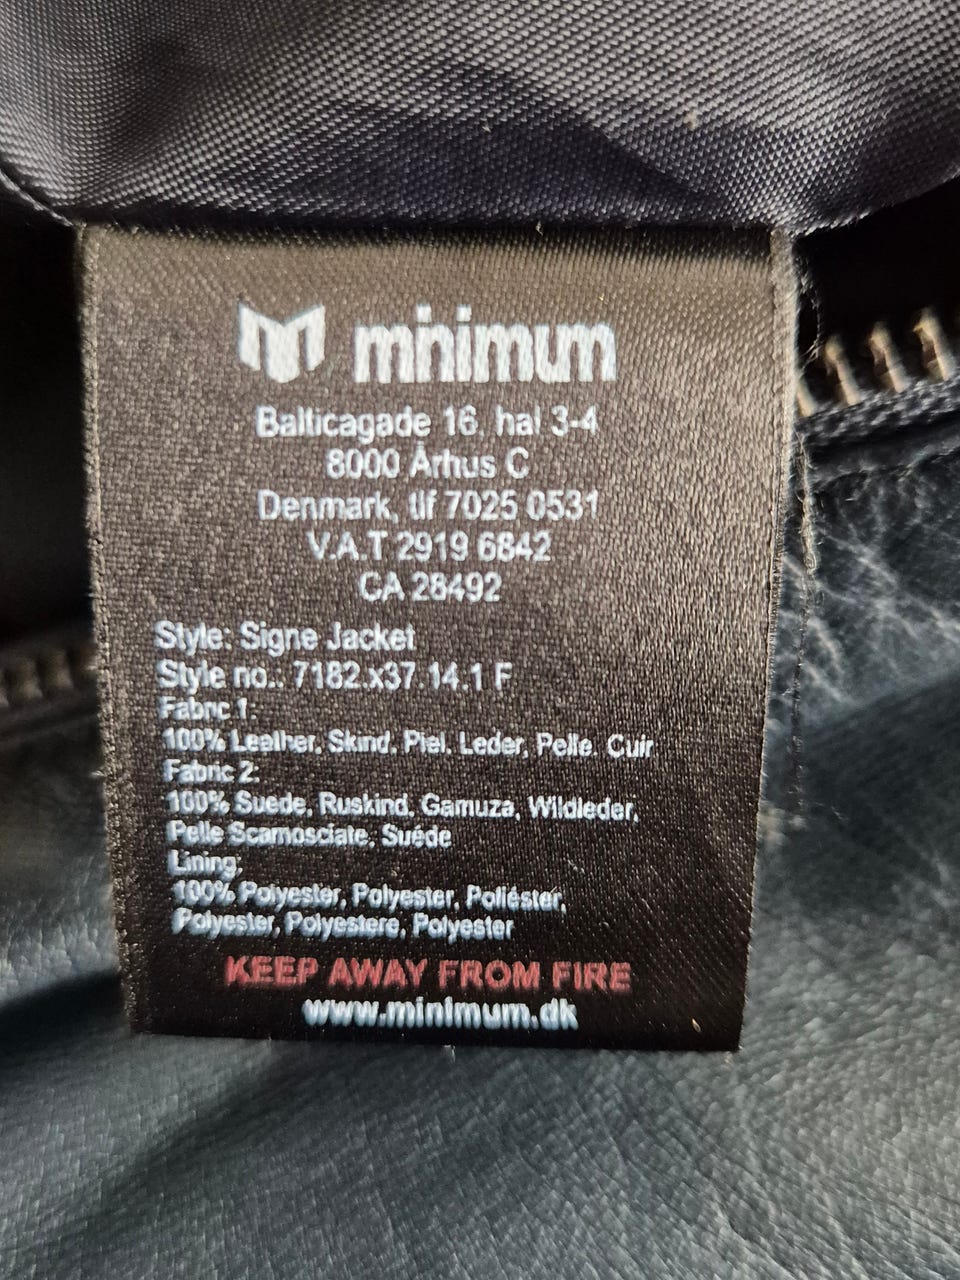 minimum
Balticagade 16. hal 3-4
8000 Århus C
Denmark, tlf 7025 0531
V.A.T 2919 6842
CA 28492
Style: Signe Jacket
Style no.: 7182.x37.14.1 F
Fabric 1:
100% Leather, Skind, Piel, Leder, Pelle, Cuir
Fabric 2:
100% Suede, Ruskind, Gamuza, Wildleder,
Pelle Scamosciate, Suéde
Lining:
100% Polyester, Polyester, Poliéster,
Polyester, Polyestere, Polyester
KEEP AWAY FROM FIRE
www.minimum.dk